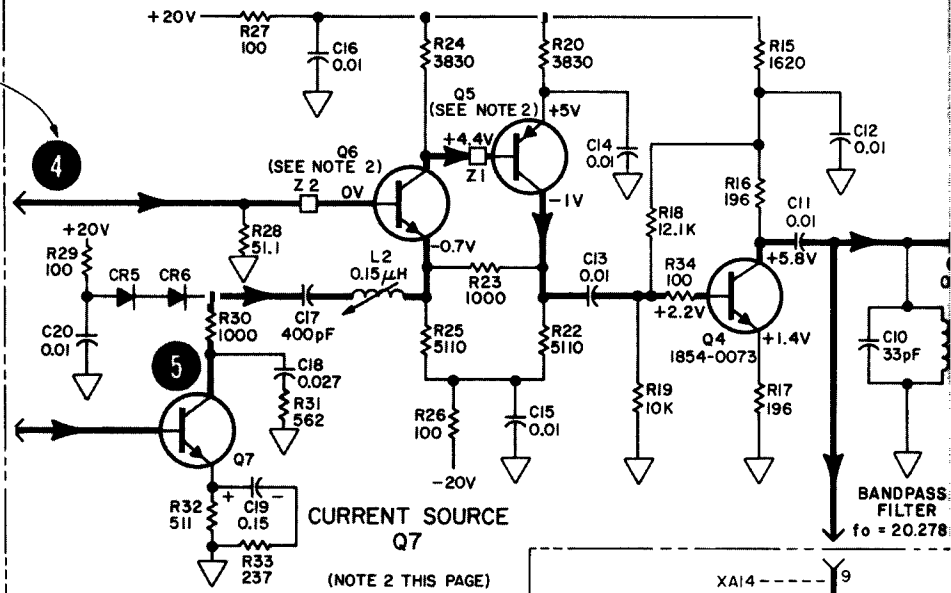 +20V
R27
100
C16
0.01
R24
3830
R20
3830
R15
1620
Q5
(SEE NOTE 2)
+5V
+4.4V
Z1
C14
0.01
C12
0.01
4
Q6
(SEE NOTE 2)
Z2
0V
-1V
R16
196
R18
12.1K
C11
0.01
+20V
R29
100
R28
51.1
-0.7V
L2
0.15μH
R23
1000
C13
0.01
R34
100
+5.8V
CR5
CR6
+2.2V
C20
0.01
R30
1000
C17
400pF
R25
5110
R22
5110
Q4
1854-0073
+1.4V
C10
33pF
5
C18
0.027
R31
562
R26
100
C15
0.01
R19
10K
R17
196
Q7
-20V
+
-
C19
0.15
R32
511
R33
237
CURRENT SOURCE
Q7
(NOTE 2 THIS PAGE)
BANDPASS
FILTER
fo = 20.278
XA14
9